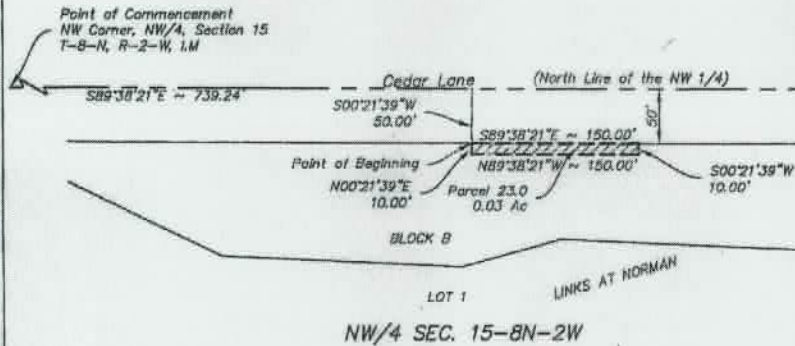 Point of Commencement
NW Corner, NW/4, Section 15
T-8-N, R-2-W, I.M
S89°38'21"E ~ 739.24'
Cedar Lane
(North Line of the NW 1/4)
S00°21'39"W
50.00'
50'
S89°38'21"E ~ 150.00'
Point of Beginning
N89°38'21"W ~ 150.00'
S00°21'39"W
10.00'
N00°21'39"E
10.00'
Parcel 23.0
0.03 Ac
BLOCK B
LOT 1
LINKS AT NORMAN
NW/4 SEC. 15-8N-2W